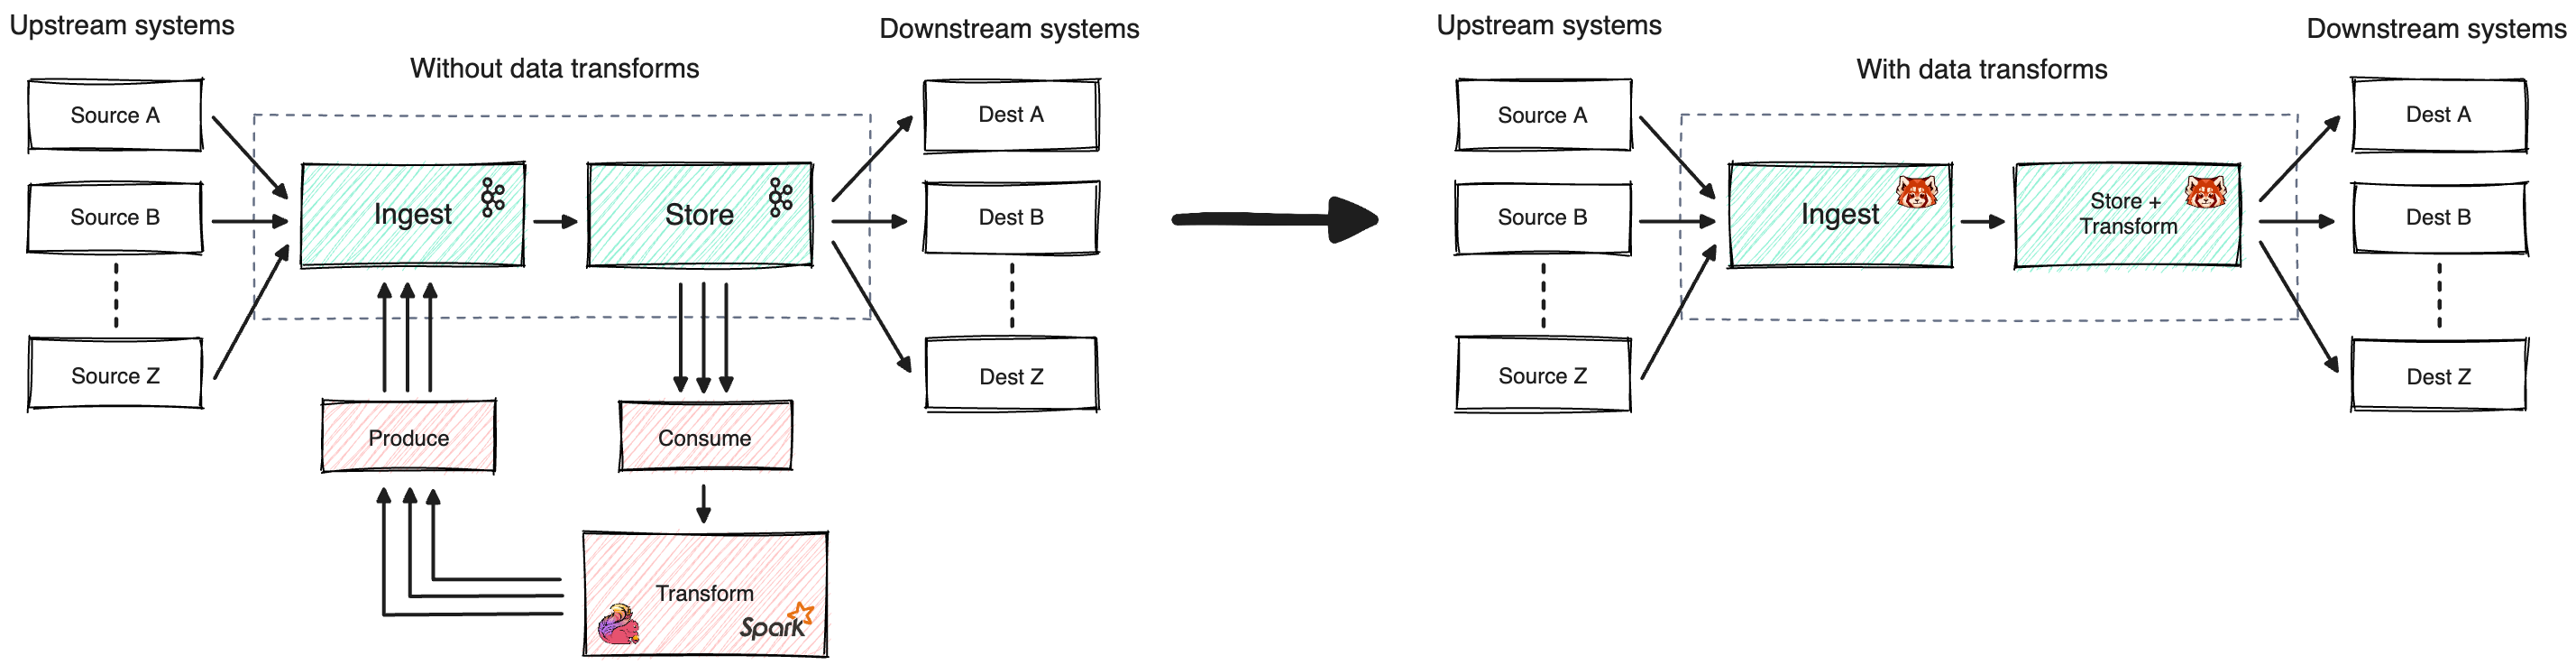 Upstream systems
Without data transforms
Downstream systems
Source A
Source B
Source Z
Ingest
Store
Dest A
Dest B
Dest Z
Produce
Consume
Transform
Spark
Upstream systems
With data transforms
Downstream systems
Source A
Source B
Source Z
Ingest
Store +
Transform
Dest A
Dest B
Dest Z